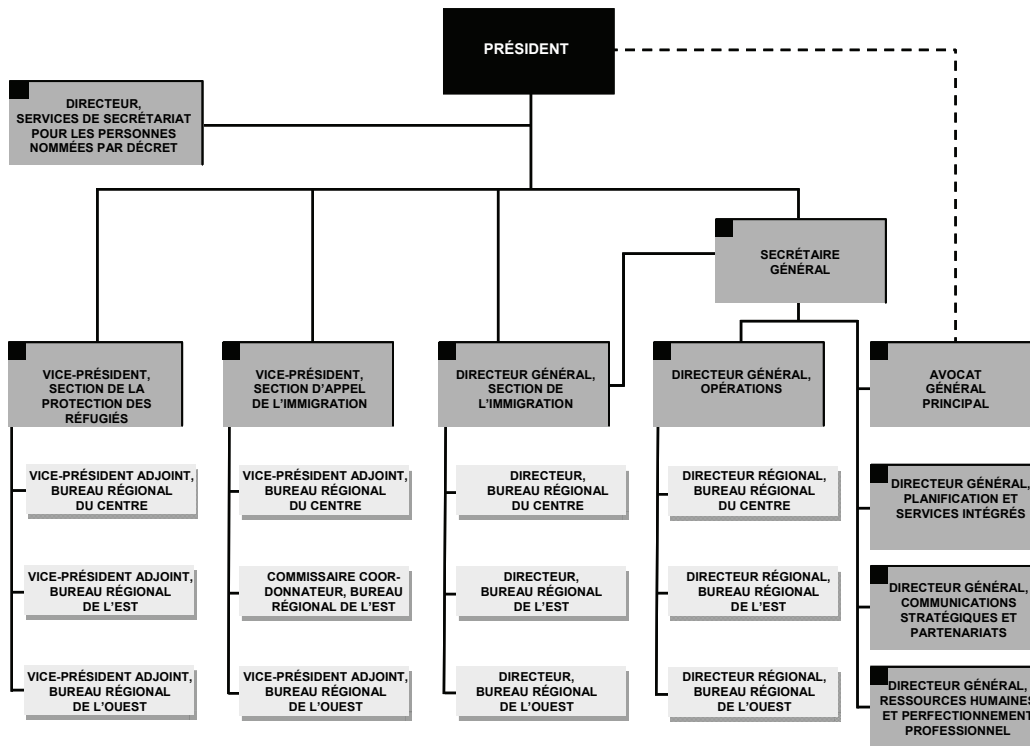 PRÉSIDENT
DIRECTEUR,
SERVICES DE SECRÉTARIAT
POUR LES PERSONNES
NOMMÉES PAR DÉCRET
SECRÉTAIRE
GÉNÉRAL
VICE-PRÉSIDENT,
SECTION DE LA
PROTECTION DES
RÉFUGIÉS
VICE-PRÉSIDENT,
SECTION D'APPEL
DE L'IMMIGRATION
DIRECTEUR GÉNÉRAL,
SECTION DE
L'IMMIGRATION
DIRECTEUR GÉNÉRAL,
OPÉRATIONS
AVOCAT
GÉNÉRAL
PRINCIPAL
VICE-PRÉSIDENT ADJOINT,
BUREAU RÉGIONAL
DU CENTRE
VICE-PRÉSIDENT ADJOINT,
BUREAU RÉGIONAL
DU CENTRE
DIRECTEUR,
BUREAU RÉGIONAL
DU CENTRE
DIRECTEUR RÉGIONAL,
BUREAU RÉGIONAL
DU CENTRE
DIRECTEUR GÉNÉRAL,
PLANIFICATION ET
SERVICES INTÉGRÉS
VICE-PRÉSIDENT ADJOINT,
BUREAU RÉGIONAL
DE L'EST
COMMISSAIRE COOR-
DONNATEUR, BUREAU
RÉGIONAL DE L'EST
DIRECTEUR,
BUREAU RÉGIONAL
DE L'EST
DIRECTEUR RÉGIONAL,
BUREAU RÉGIONAL
DE L'EST
DIRECTEUR GÉNÉRAL,
COMMUNICATIONS
STRATÉGIQUES ET
PARTENARIATS
VICE-PRÉSIDENT ADJOINT,
BUREAU RÉGIONAL
DE L'OUEST
VICE-PRÉSIDENT ADJOINT,
BUREAU RÉGIONAL
DE L'OUEST
DIRECTEUR,
BUREAU RÉGIONAL
DE L'OUEST
DIRECTEUR RÉGIONAL,
BUREAU RÉGIONAL
DE L'OUEST
DIRECTEUR GÉNÉRAL,
RESSOURCES HUMAINES
ET PERFECTIONNEMENT
PROFESSIONNEL